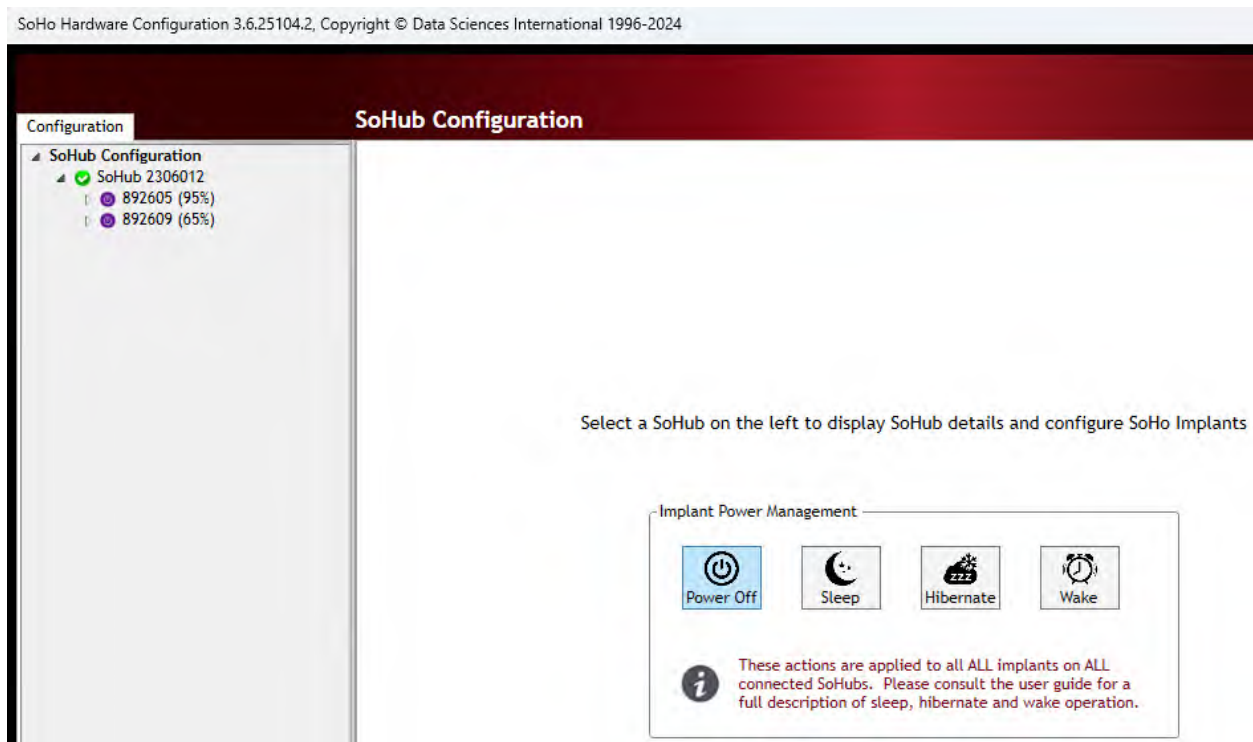 SoHo Hardware Configuration 3.6.25104.2, Copyright © Data Sciences International 1996-2024
Configuration
SoHub Configuration
SoHub Configuration
SoHub 2306012
892605 (95%)
892609 (65%)
Select a SoHub on the left to display SoHub details and configure SoHo Implants
Implant Power Management
Power Off
Sleep
zzz
Hibernate
Wake
These actions are applied to all ALL implants on ALL
connected SoHubs. Please consult the user guide for a
full description of sleep, hibernate and wake operation.